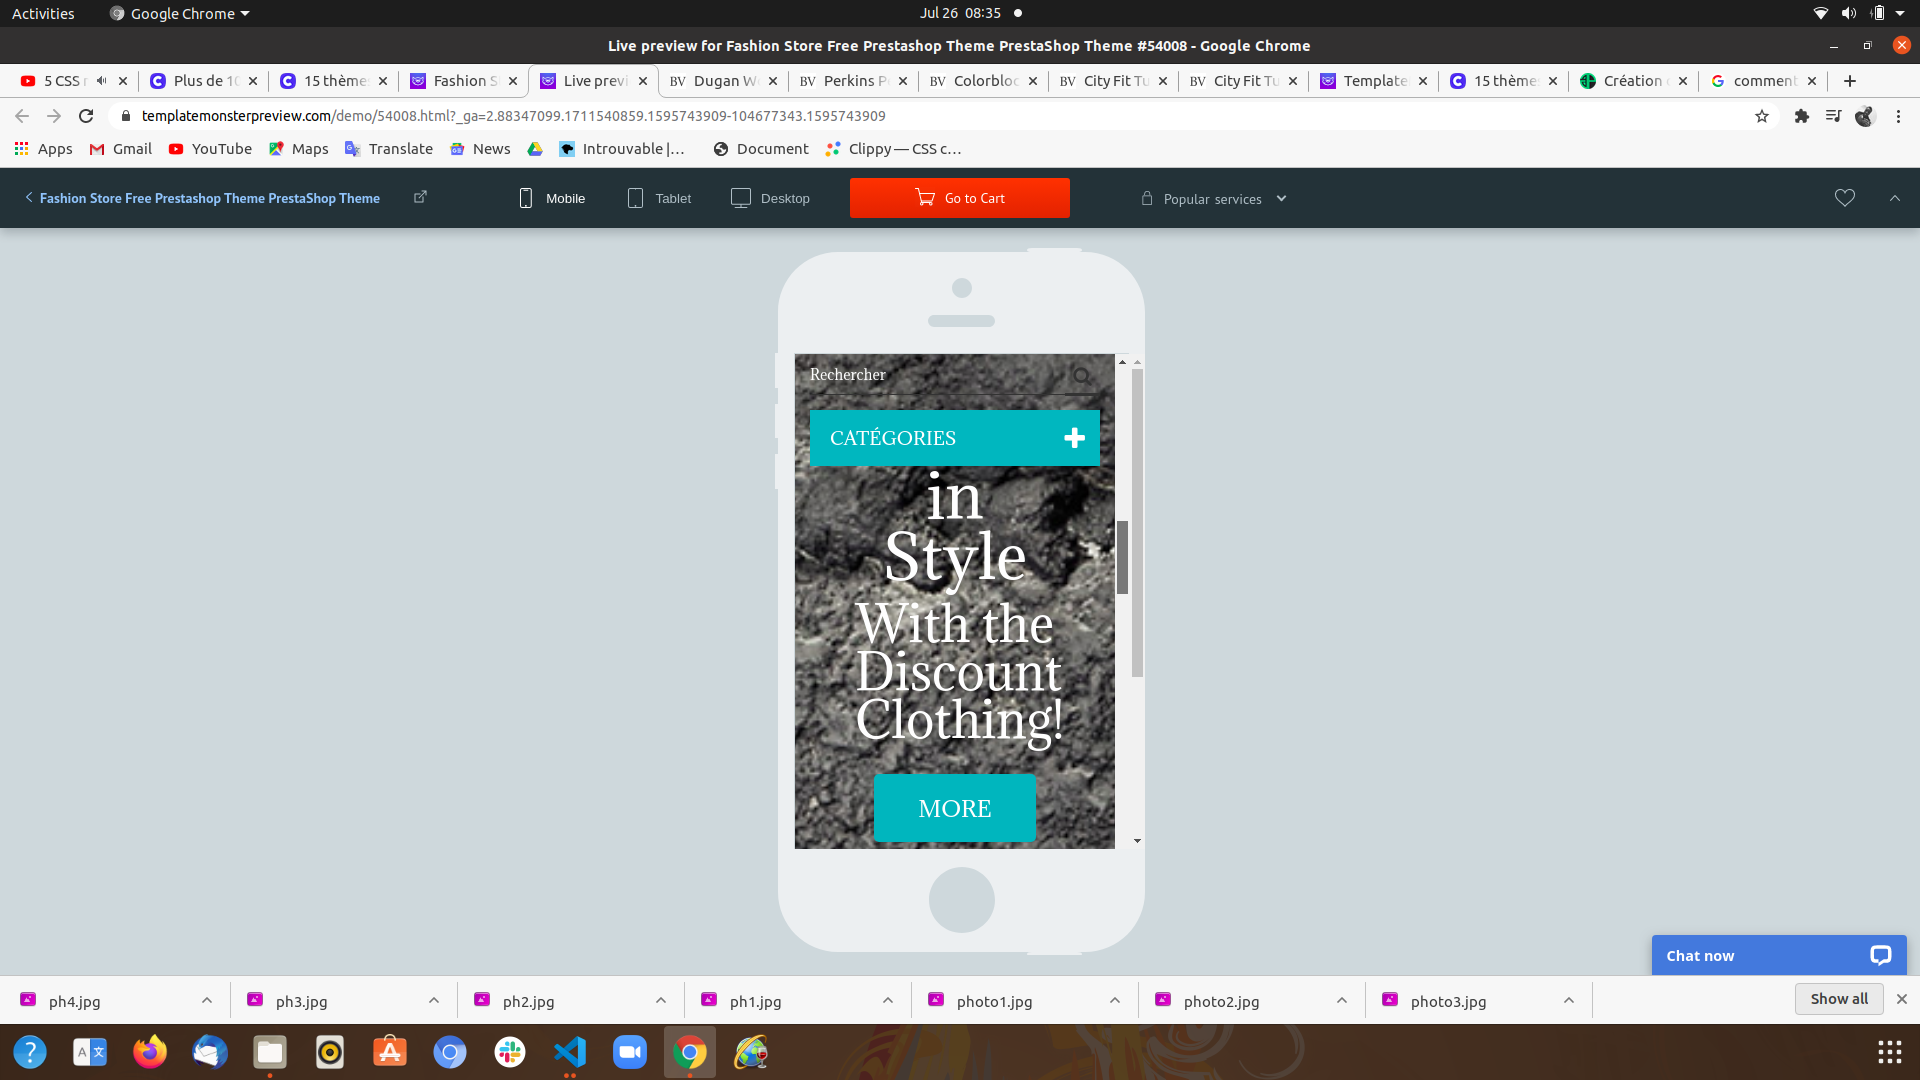 Activities
Google Chrome
Jul 26 08:35
Live preview for Fashion Store Free Prestashop Theme PrestaShop Theme #54008 - Google Chrome
5 CSS
Plus de 10
15 thème
Fashion S
Live previ
BV Dugan W
BV Perkins P
BV Colorbloc
BV City Fit Tu
BV City Fit Tu
Template
15 thème
Création
comment
templatemonsterpreview.com/demo/54008.html?_ga=2.88347099.1711540859.1595743909-104677343.1595743909
Apps
Gmail
YouTube
Maps
Translate
News
Introuvable |...
Document
Clippy — CSS c...
Fashion Store Free Prestashop Theme PrestaShop Theme
Mobile
Tablet
Desktop
Go to Cart
Popular services
Rechercher
CATÉGORIES
in
Style
With the
Discount
Clothing!
MORE
Chat now
ph4.jpg
ph3.jpg
ph2.jpg
ph1.jpg
photo1.jpg
photo2.jpg
photo3.jpg
Show all